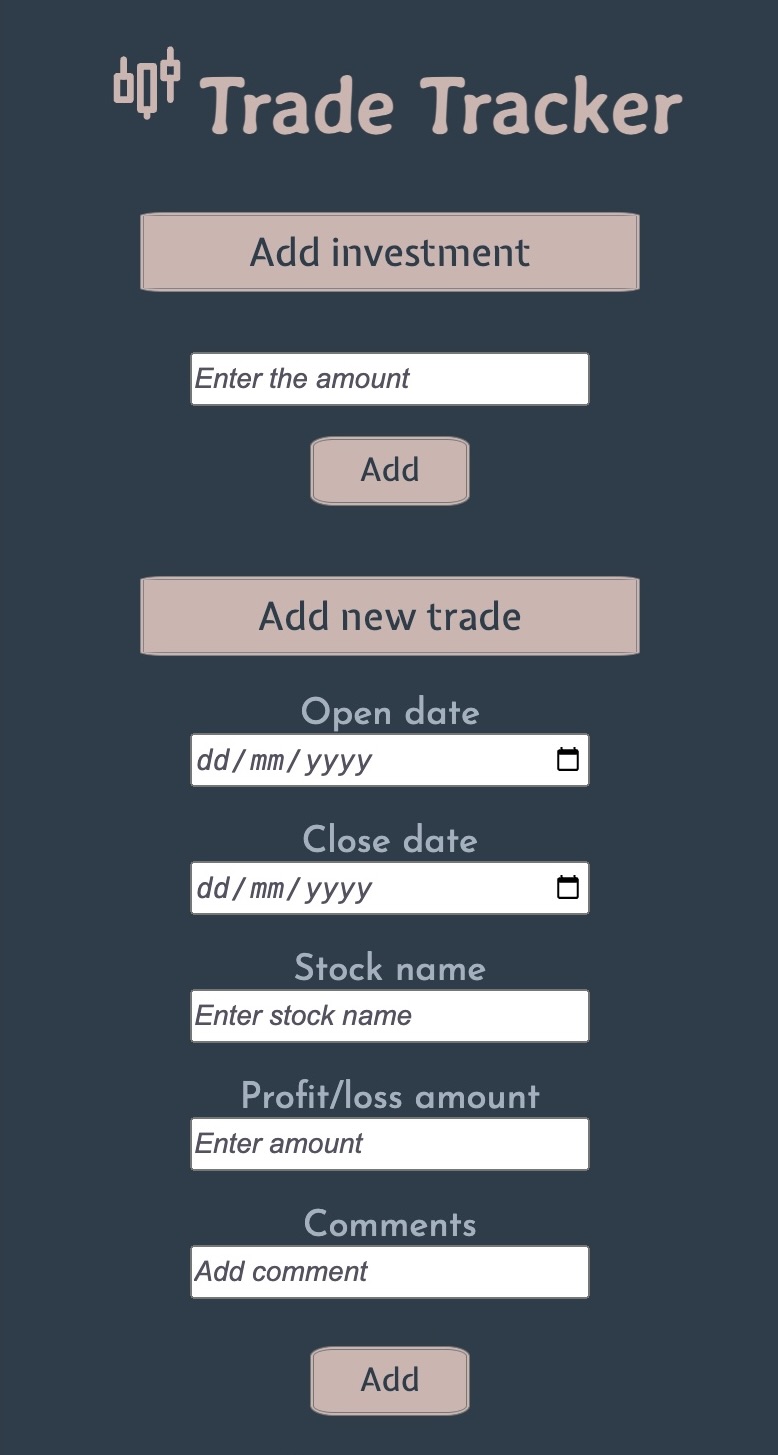 Trade Tracker
Add investment
Enter the amount
Add
Add new trade
Open date
dd/mm/yyyy
Close date
dd/mm/yyyy
Stock name
Enter stock name
Profit/loss amount
Enter amount
Comments
Add comment
Add